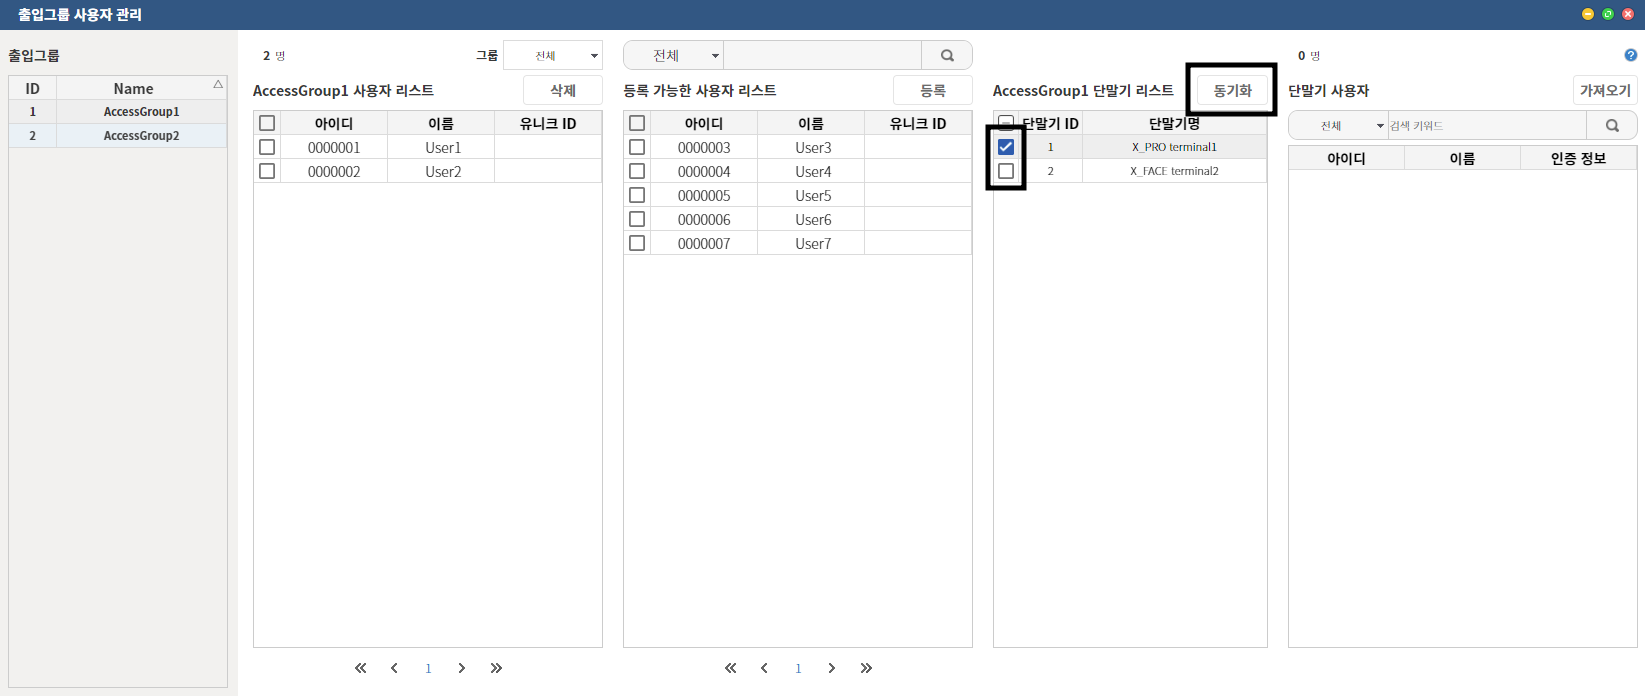 출입그룹 사용자 관리
출입그룹
ID Name
1 AccessGroup1
2 AccessGroup2
2 명 그룹 전체
AccessGroup1 사용자 리스트 삭제
아이디 이름 유니크 ID
0000001 User1
0000002 User2
1
전체
등록 가능한 사용자 리스트 등록
아이디 이름 유니크 ID
0000003 User3
0000004 User4
0000005 User5
0000006 User6
0000007 User7
1
AccessGroup1 단말기 리스트 동기화
단말기 ID 단말기명
1 X_PRO terminal1
2 X_FACE terminal2
0 명
단말기 사용자 가져오기
전체 검색 키워드
아이디 이름 인증 정보